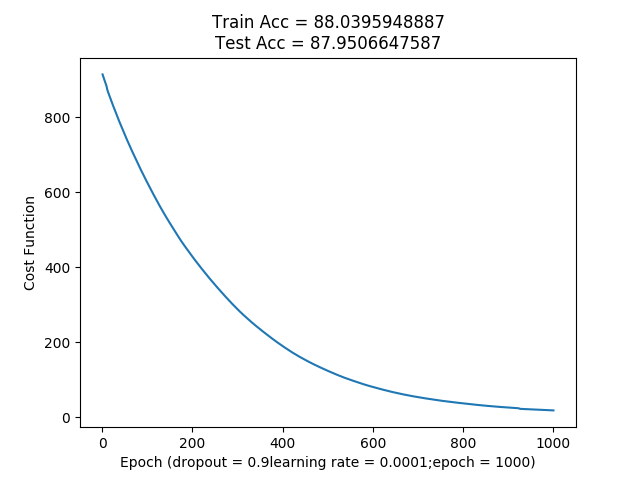 Train Acc = 88.0395948887
Test Acc = 87.9506647587
Cost Function
800
600
400
200
0
0 200 400 600 800 1000
Epoch (dropout = 0.9learning rate = 0.0001;epoch = 1000)